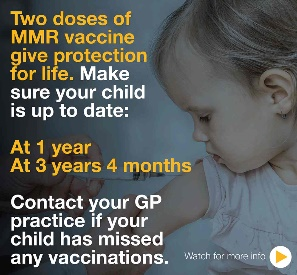 Two doses of
MMR vaccine
give protection
for life. Make
sure your child
is up to date:
At 1 year
At 3 years 4 months
Contact your GP
practice if your
child has missed
any vaccinations.
Watch for more info